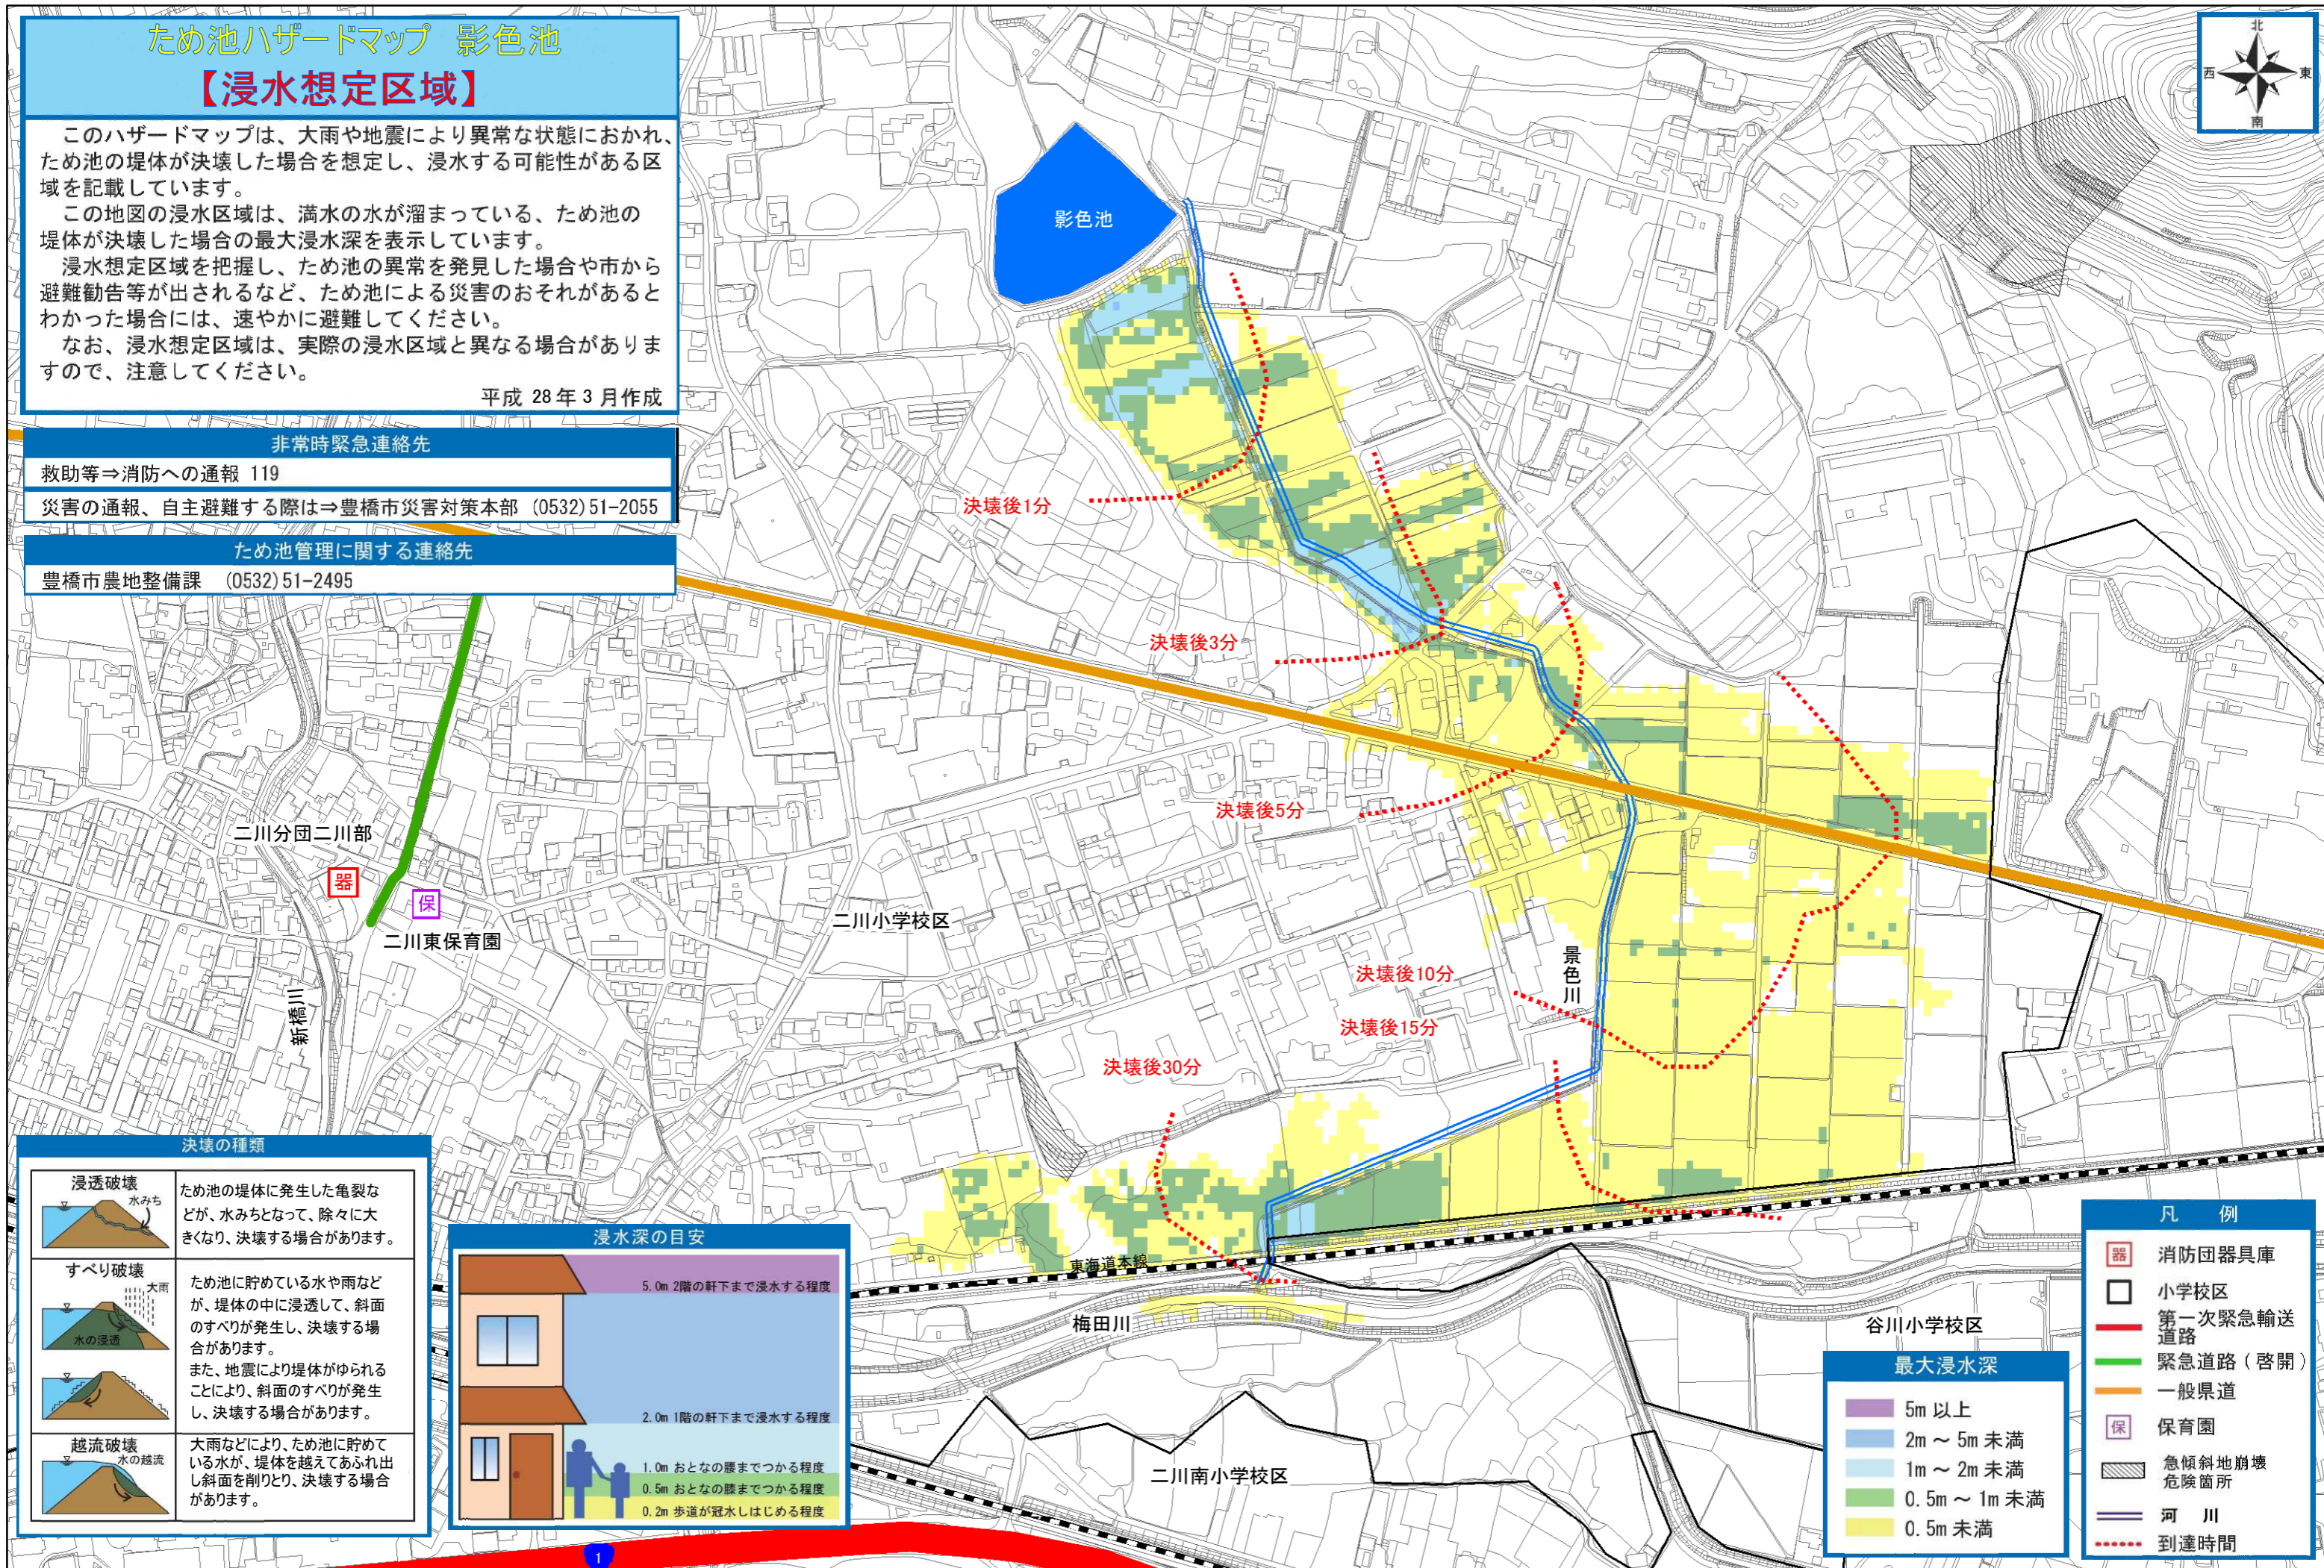 ため池ハザードマップ 影色池
【浸水想定区域】
このハザードマップは、大雨や地震により異常な状態におかれ、
ため池の堤体が決壊した場合を想定し、浸水する可能性がある区
域を記載しています。
この地図の浸水区域は、満水の水が溜まっている、ため池の
堤体が決壊した場合の最大浸水深を表示しています。
浸水想定区域を把握し、ため池の異常を発見した場合や市から
避難勧告等が出されるなど、ため池による災害のおそれがあると
わかった場合には、速やかに避難してください。
なお、浸水想定区域は、実際の浸水区域と異なる場合がありま
すので、注意してください。
平成 28 年 3 月作成
非常時緊急連絡先
救助等⇒消防への通報 119
災害の通報、自主避難する際は⇒豊橋市災害対策本部 (0532)51-2055
ため池管理に関する連絡先
豊橋市農地整備課 (0532)51-2495
北
西
東
南
影色池
決壊後1分
決壊後3分
決壊後5分
決壊後10分
決壊後15分
決壊後30分
二川分団二川部
器
保
二川東保育園
二川小学校区
新橋川
景色川
東海道本線
梅田川
谷川小学校区
二川南小学校区
1
決壊の種類
浸透破壊
水みち
ため池の堤体に発生した亀裂な
どが、水みちとなって、除々に大
きくなり、決壊する場合があります。
すべり破壊
大雨
水の浸透
ため池に貯めている水や雨など
が、堤体の中に浸透して、斜面
のすべりが発生し、決壊する場
合があります。
また、地震により堤体がゆられる
ことにより、斜面のすべりが発生
し、決壊する場合があります。
越流破壊
水の越流
大雨などにより、ため池に貯めて
いる水が、堤体を越えてあふれ出
し斜面を削りとり、決壊する場合
があります。
浸水深の目安
5.0m 2階の軒下まで浸水する程度
2.0m 1階の軒下まで浸水する程度
1.0m おとなの腰までつかる程度
0.5m おとなの膝までつかる程度
0.2m 歩道が冠水しはじめる程度
最大浸水深
5m 以上
2m ～ 5m 未満
1m ～ 2m 未満
0.5m ～ 1m 未満
0.5m 未満
凡 例
器 消防団器具庫
小学校区
第一次緊急輸送
道路
緊急道路（啓開）
一般県道
保 保育園
急傾斜地崩壊
危険箇所
河 川
到達時間